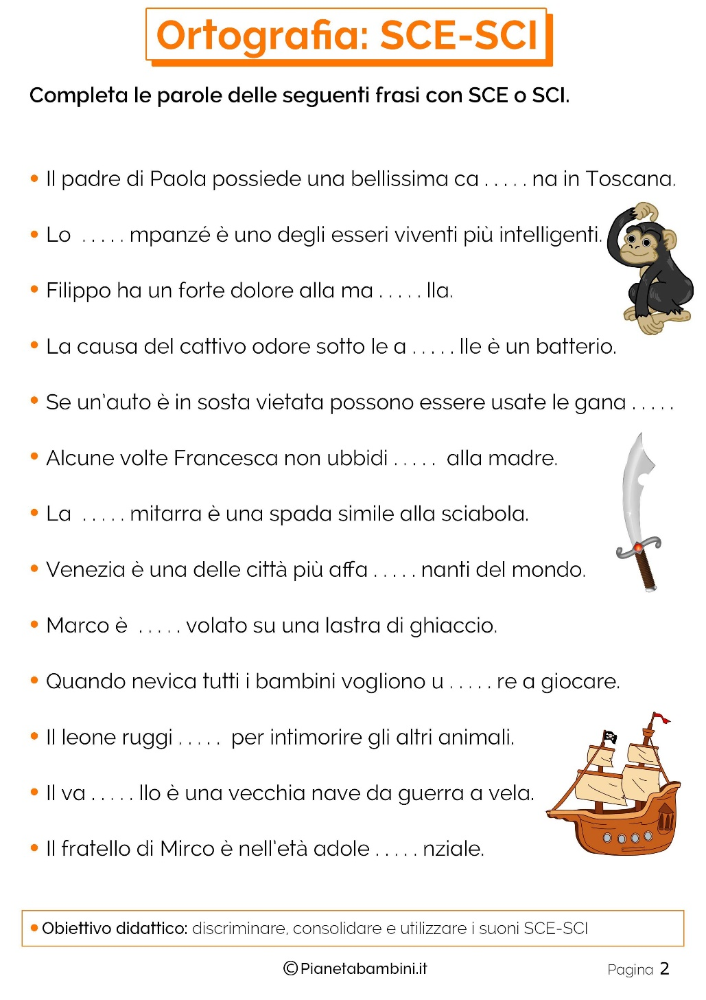 Ortografia: SCE-SCI
Completa le parole delle seguenti frasi con SCE o SCI.
• Il padre di Paola possiede una bellissima ca . . . . . na in Toscana.
• Lo . . . . . mpanzé è uno degli esseri viventi più intelligenti.
• Filippo ha un forte dolore alla ma . . . . . lla.
• La causa del cattivo odore sotto le a . . . . . lle è un batterio.
• Se un'auto è in sosta vietata possono essere usate le gana . . . . .
• Alcune volte Francesca non ubbidi . . . . . alla madre.
• La . . . . . mitarra è una spada simile alla sciabola.
• Venezia è una delle città più affa . . . . . nanti del mondo.
• Marco è . . . . . volato su una lastra di ghiaccio.
• Quando nevica tutti i bambini vogliono u . . . . . re a giocare.
• Il leone ruggi . . . . . per intimorire gli altri animali.
• Il va . . . . . llo è una vecchia nave da guerra a vela.
• Il fratello di Mirco è nell'età adole . . . . . nziale.
• Obiettivo didattico: discriminare, consolidare e utilizzare i suoni SCE-SCI
©Pianetabambini.it
Pagina 2